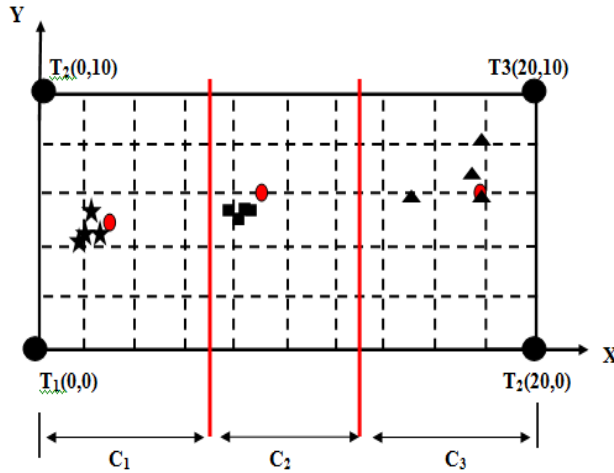 Y
T₂(0,10) T3(20,10)
X
T₁(0,0) T₂(20,0)
C₁ C₂ C₃